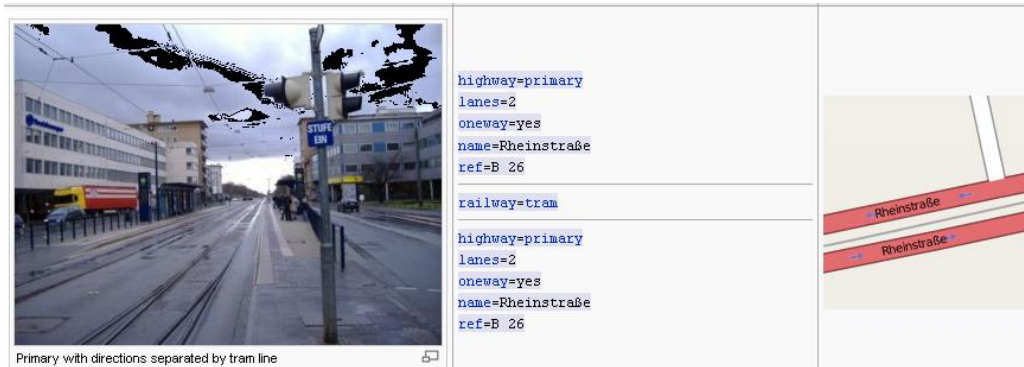 STUFE
EIN
Primary with directions separated by tram line
highway=primary
lanes=2
oneway=yes
name=Rheinstraße
ref=B 26
railway=tram
highway=primary
lanes=2
oneway=yes
name=Rheinstraße
ref=B 26
Rheinstraße
Rheinstraße